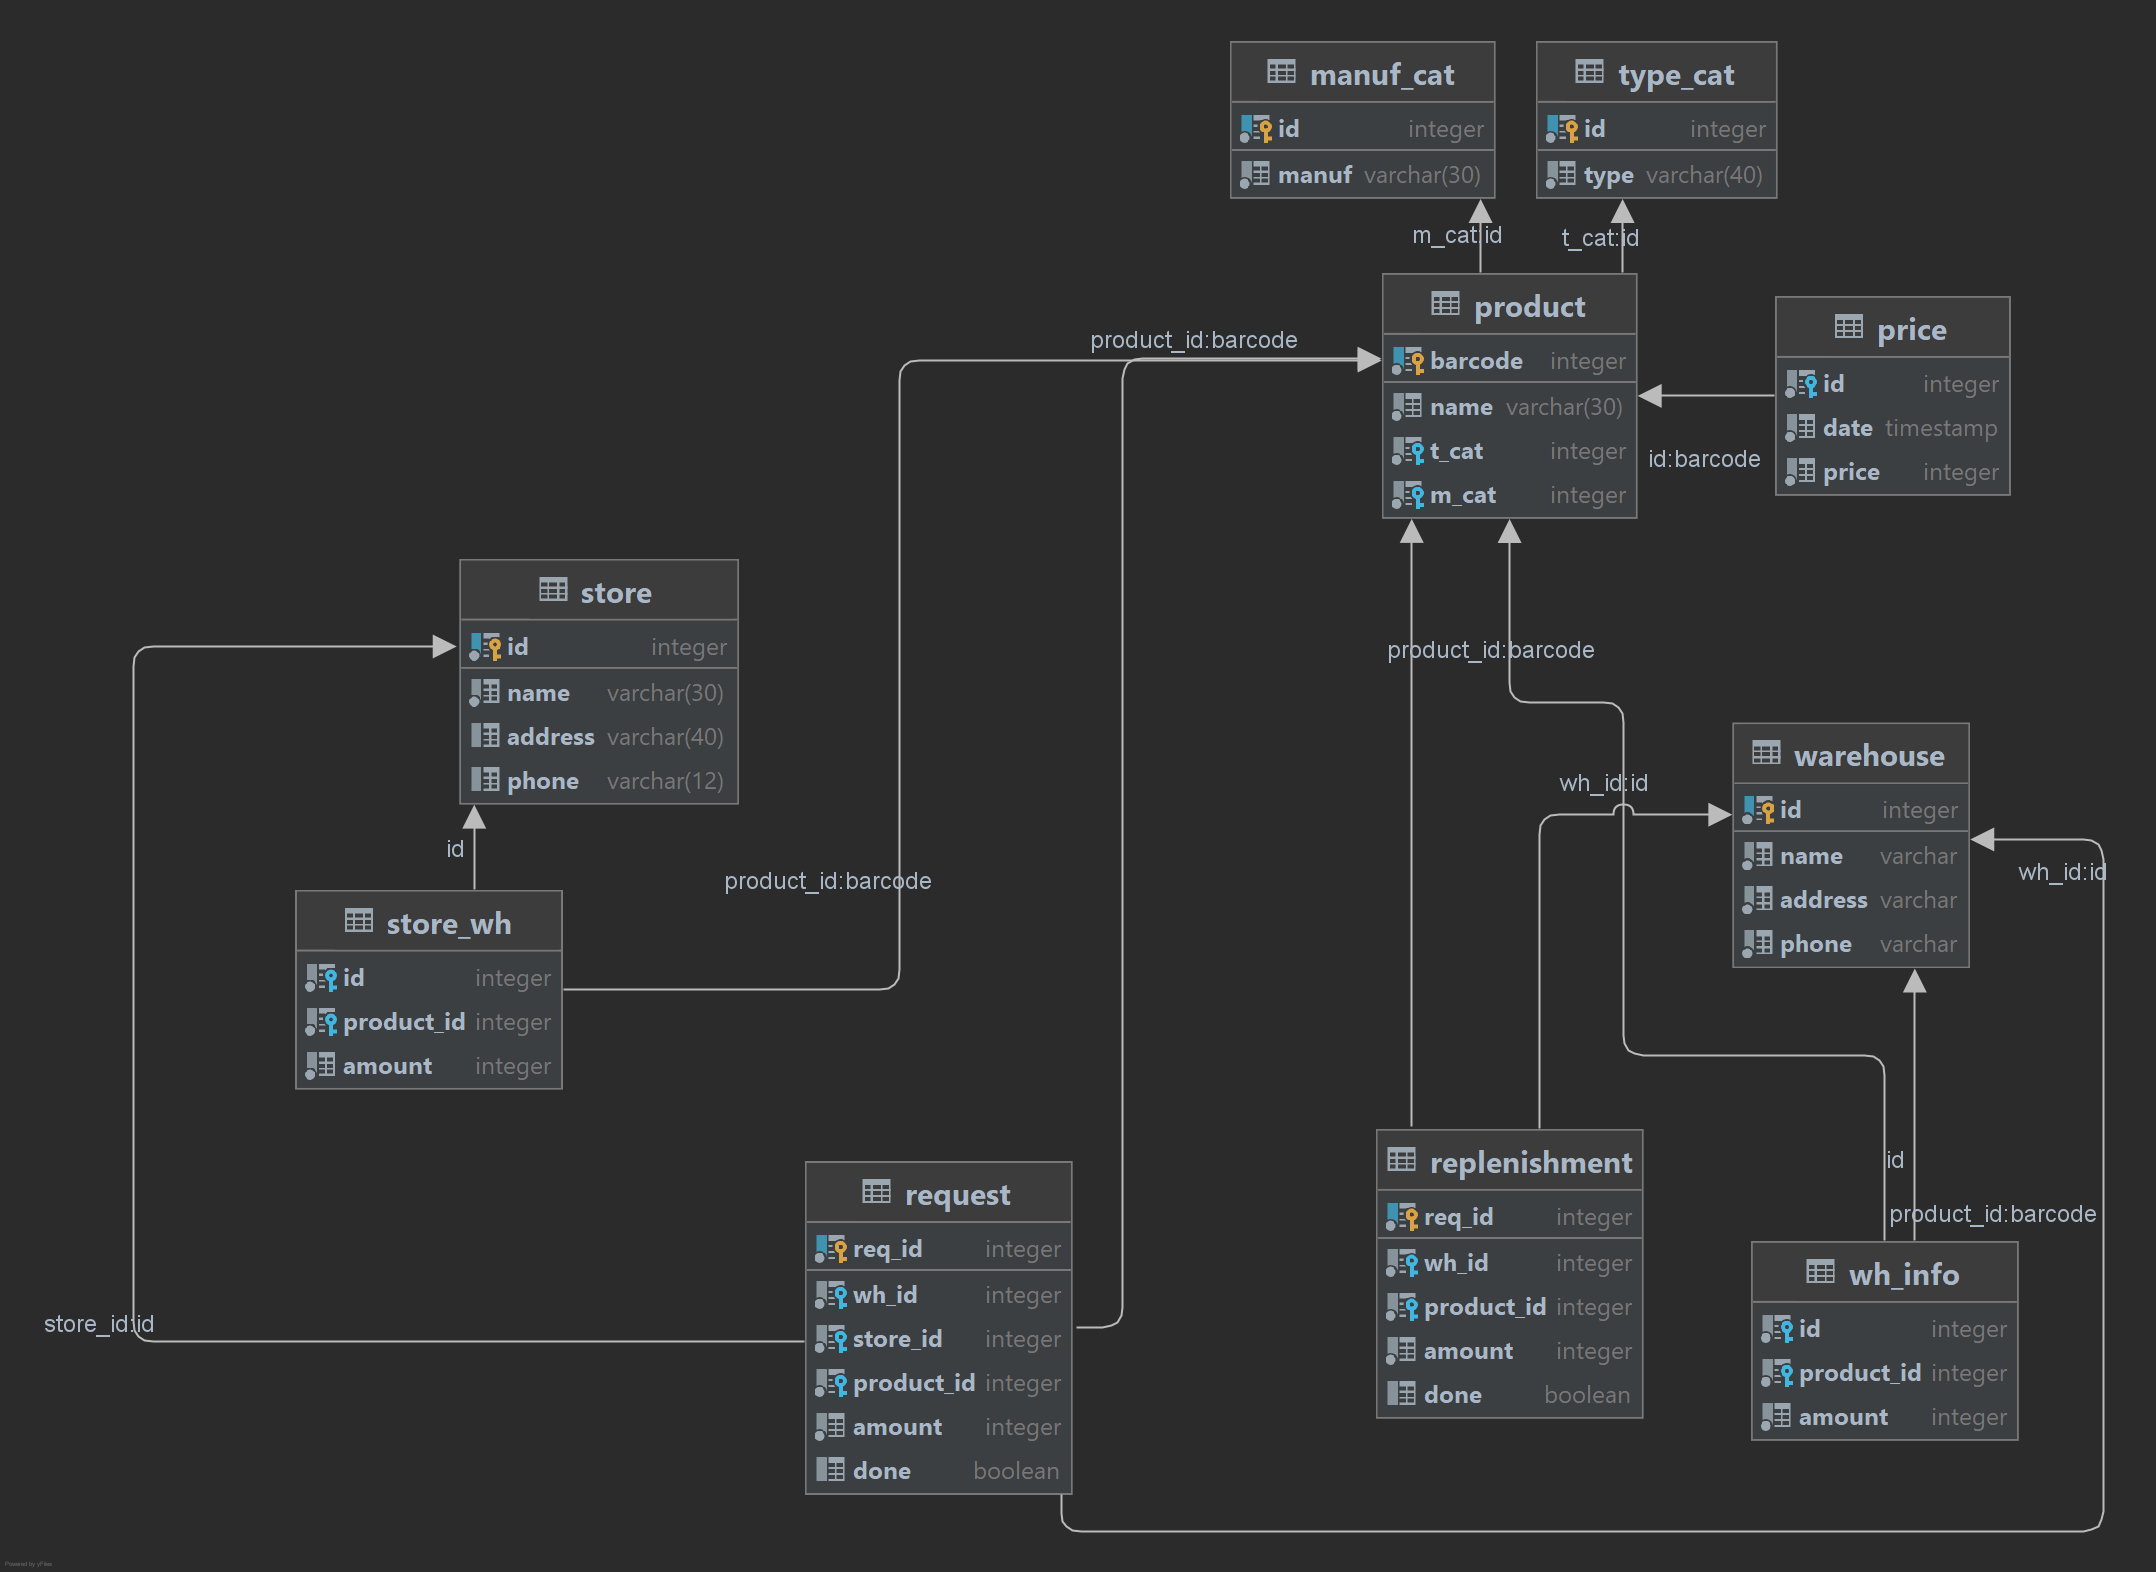 manuf_cat
id integer
manuf varchar(30)
type_cat
id integer
type varchar(40)
m_cat:id
t_cat:id
product
barcode integer
name varchar(30)
t_cat integer
m_cat integer
price
id integer
date timestamp
price integer
product_id:barcode
id:barcode
store
id integer
name varchar(30)
address varchar(40)
phone varchar(12)
product_id:barcode
warehouse
id integer
name varchar
address varchar
phone varchar
wh_id:id
wh_id:id
id
product_id:barcode
store_wh
id integer
product_id integer
amount integer
request
req_id integer
wh_id integer
store_id integer
product_id integer
amount integer
done boolean
replenishment
req_id integer
wh_id integer
product_id integer
amount integer
done boolean
id
product_id:barcode
wh_info
id integer
product_id integer
amount integer
store_id:id
Powered by yFiles